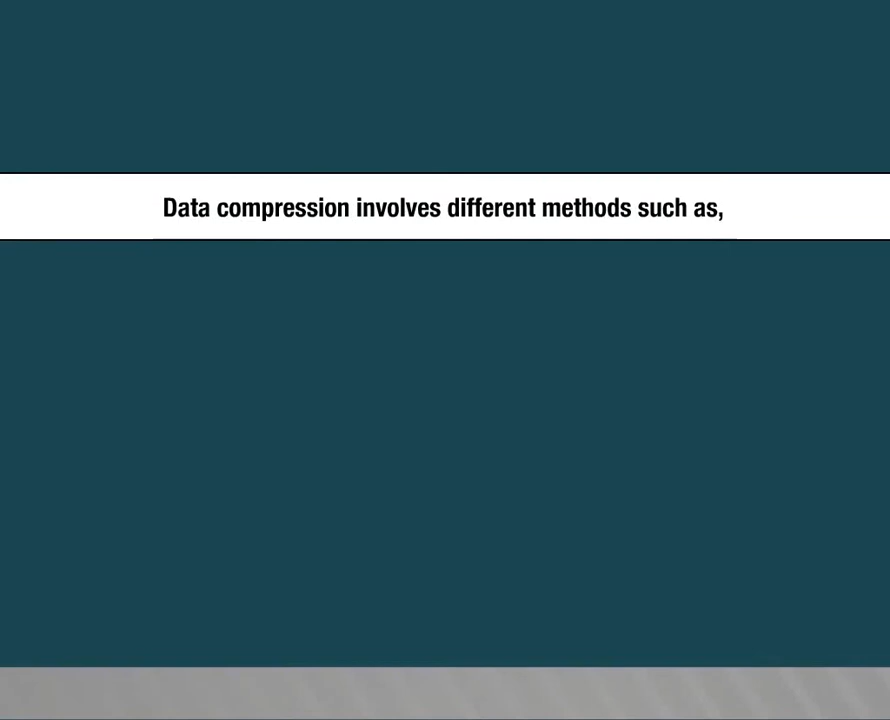 Data compression involves different methods such as,